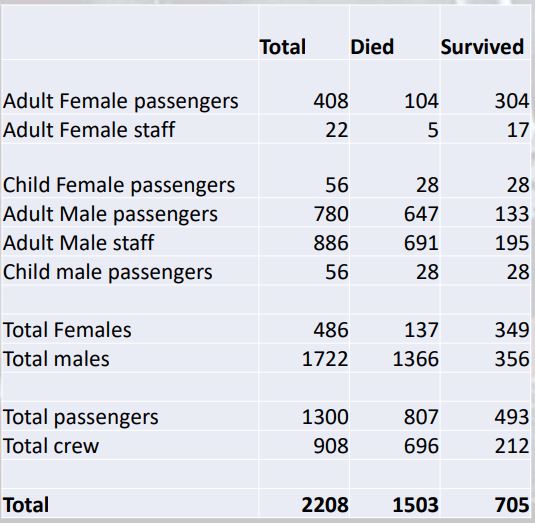 Total Died Survived
Adult Female passengers 408 104 304
Adult Female staff 22 5 17
Child Female passengers 56 28 28
Adult Male passengers 780 647 133
Adult Male staff 886 691 195
Child male passengers 56 28 28
Total Females 486 137 349
Total males 1722 1366 356
Total passengers 1300 807 493
Total crew 908 696 212
Total 2208 1503 705